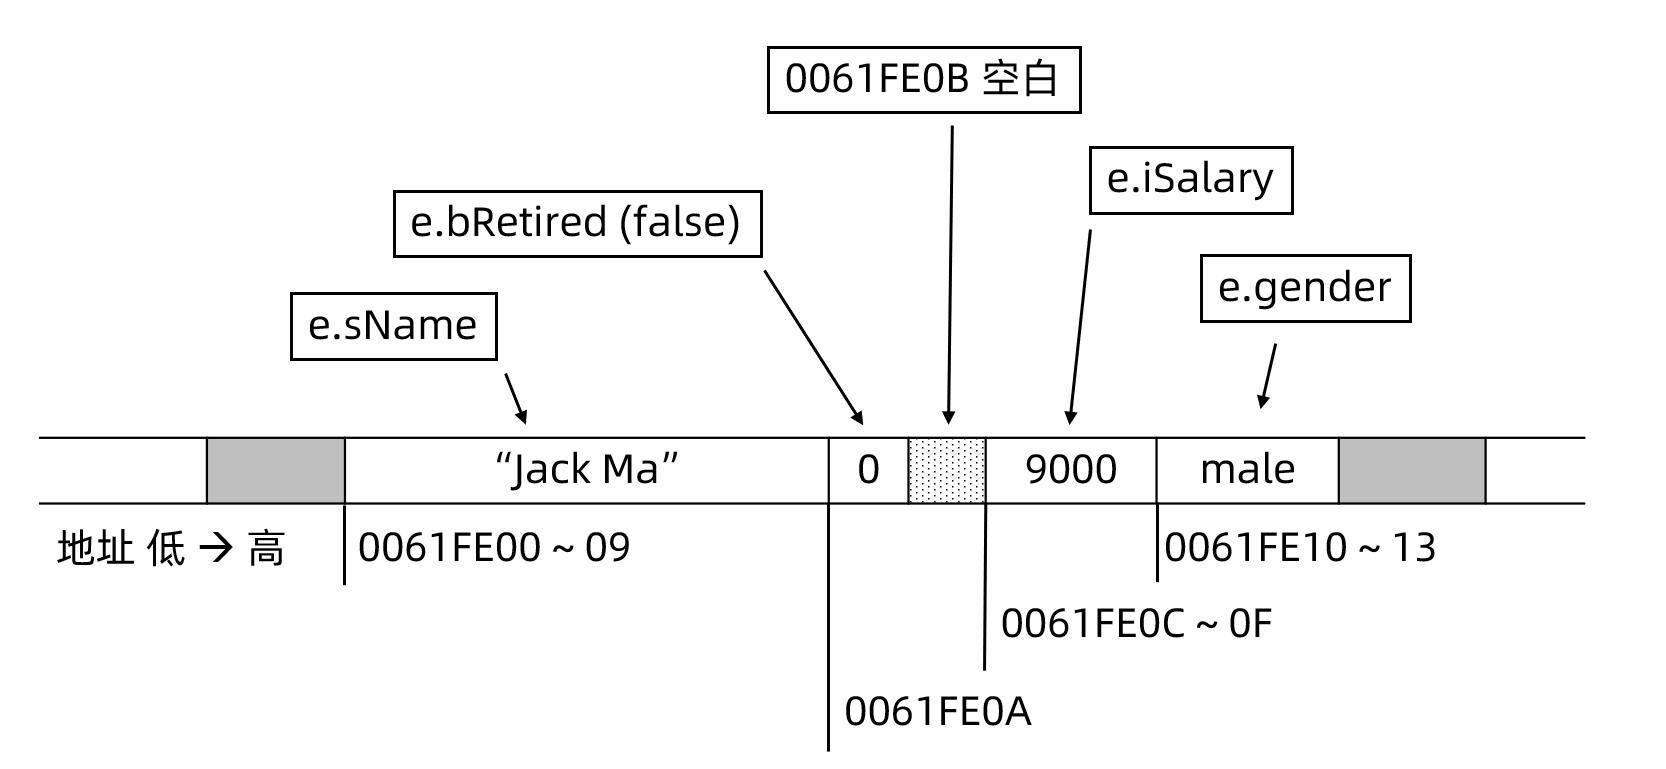 0061FE0B 空白
e.iSalary
e.bRetired (false)
e.gender
e.sName
“Jack Ma”
0
9000
male
地址 低 → 高
0061FE00 ~ 09
0061FE10 ~ 13
0061FE0C ~ 0F
0061FE0A